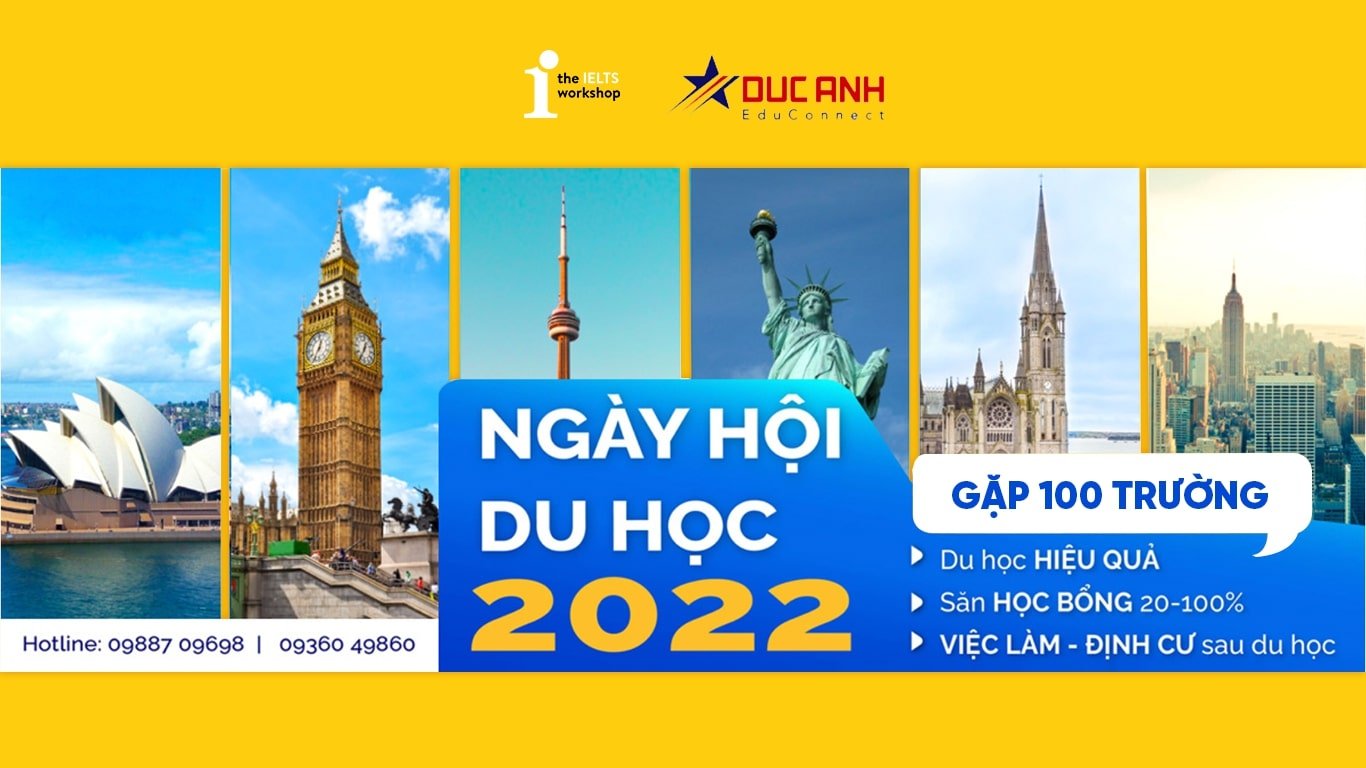 the IELTS
workshop
DUC ANH
EduConnect
NGÀY HỘI
DU HỌC
2022
GẶP 100 TRƯỜNG
Du học HIỆU QUẢ
Săn HỌC BỔNG 20-100%
VIỆC LÀM - ĐỊNH CƯ sau du học
Hotline: 09887 09698 | 09360 49860